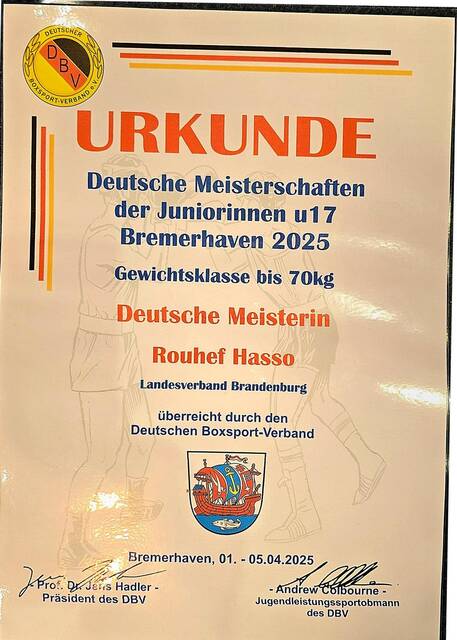 DEUTSCHER
DBV
BOXSPORT-VERBAND e.V.
URKUNDE
Deutsche Meisterschaften
der Juniorinnen u17
Bremerhaven 2025
Gewichtsklasse bis 70kg
Deutsche Meisterin
Rouhef Hasso
Landesverband Brandenburg
überreicht durch den
Deutschen Boxsport-Verband
Bremerhaven, 01. - 05.04.2025
- Prof. Dr. Jens Hadler -
Präsident des DBV
- Andrew Colbourne -
Jugendleistungssportobmann
des DBV